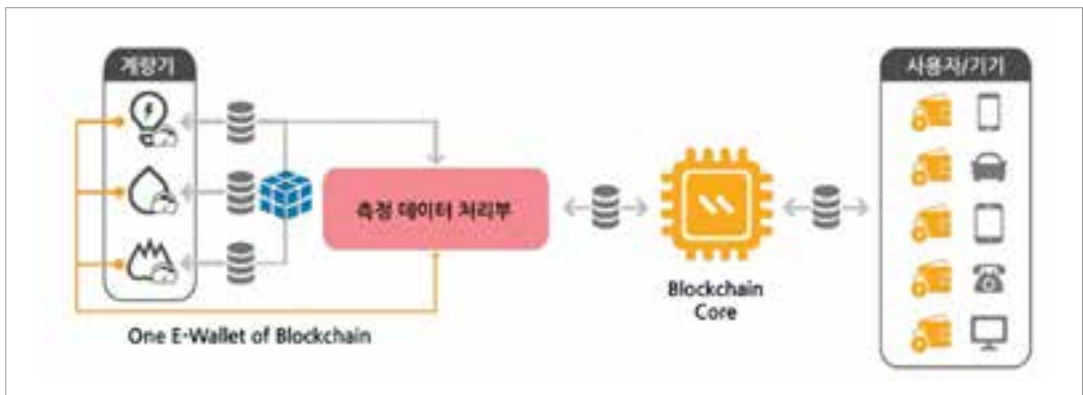 계량기
사용자/기기
측정 데이터 처리부
Blockchain
Core
One E-Wallet of Blockchain